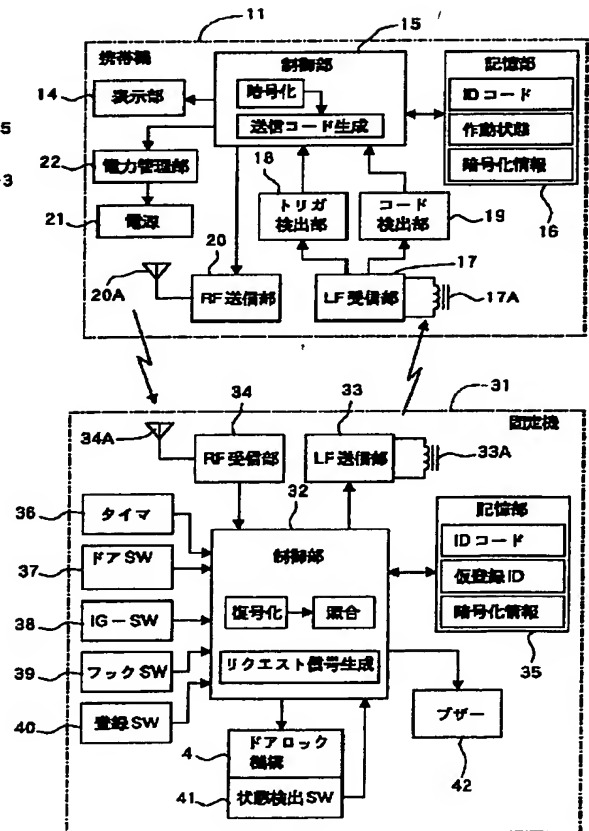 11
15
携帯機
制御部
記憶部
14
表示部
暗号化
IDコード
送信コード生成
作動状態
22
電力管理部
暗号化情報
18
トリガ
検出部
コード
検出部
19
16
21
電源
20
17
20A
RF送信部
LF受信部
17A
5
3
31
34
33
固定機
34A
RF受信部
LF送信部
33A
32
36
タイマ
制御部
記憶部
37
ドアSW
IDコード
仮登録ID
38
IG-SW
復号化
照合
暗号化情報
39
フックSW
リクエスト信号生成
35
40
登録SW
4
ドアロック
機構
ブザー
41
状態検出SW
42